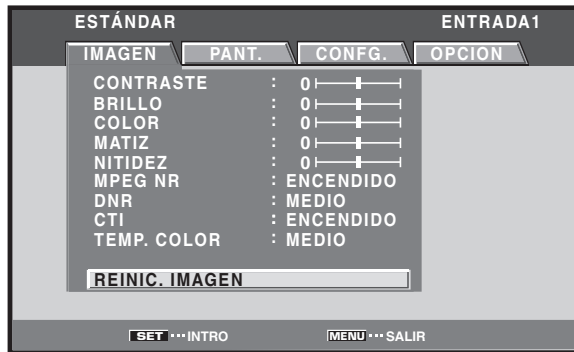 ESTÁNDAR ENTRADA1
IMAGEN PANT. CONFG. OPCION
CONTRASTE : 0
BRILLO : 0
COLOR : 0
MATIZ : 0
NITIDEZ : 0
MPEG NR : ENCENDIDO
DNR : MEDIO
CTI : ENCENDIDO
TEMP. COLOR : MEDIO
REINIC. IMAGEN
SET ··· INTRO MENU ··· SALIR